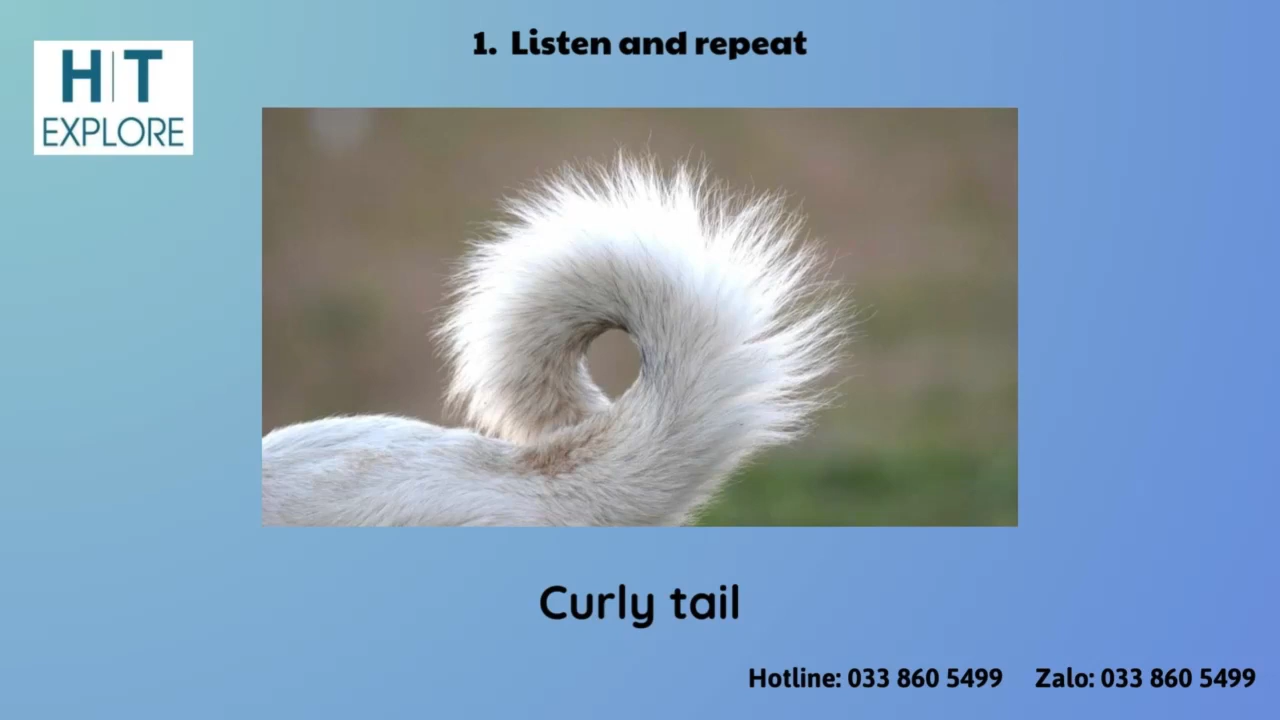 1. Listen and repeat
H|T
EXPLORE
Curly tail
Hotline: 033 860 5499 Zalo: 033 860 5499